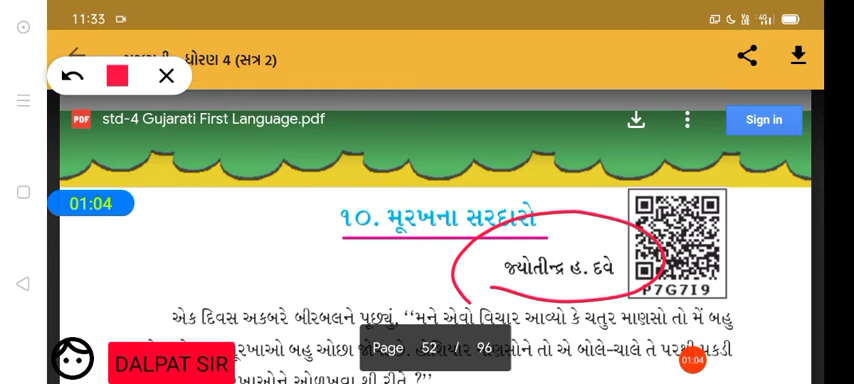 11:33
ધોરણ 4 (સત્ર 2)
std-4 Gujarati First Language.pdf
Sign in
01:04
૧૦. મૂરખના સરદારો
જ્યોતીન્દ્ર હ. દવે
P7G7I9
એક દિવસ અકબરે બીરબલને પૂછ્યું, “મને એવો વિચાર આવ્યો કે ચતુર માણસો તો મેં બહુ
Page 52 / 96
બહુ ઓછા માણસોને તો એ બોલે-ચાલે તે પરથી પકડી
01:04
DALPAT SIR
ઓળખવા શી રીતે ?”